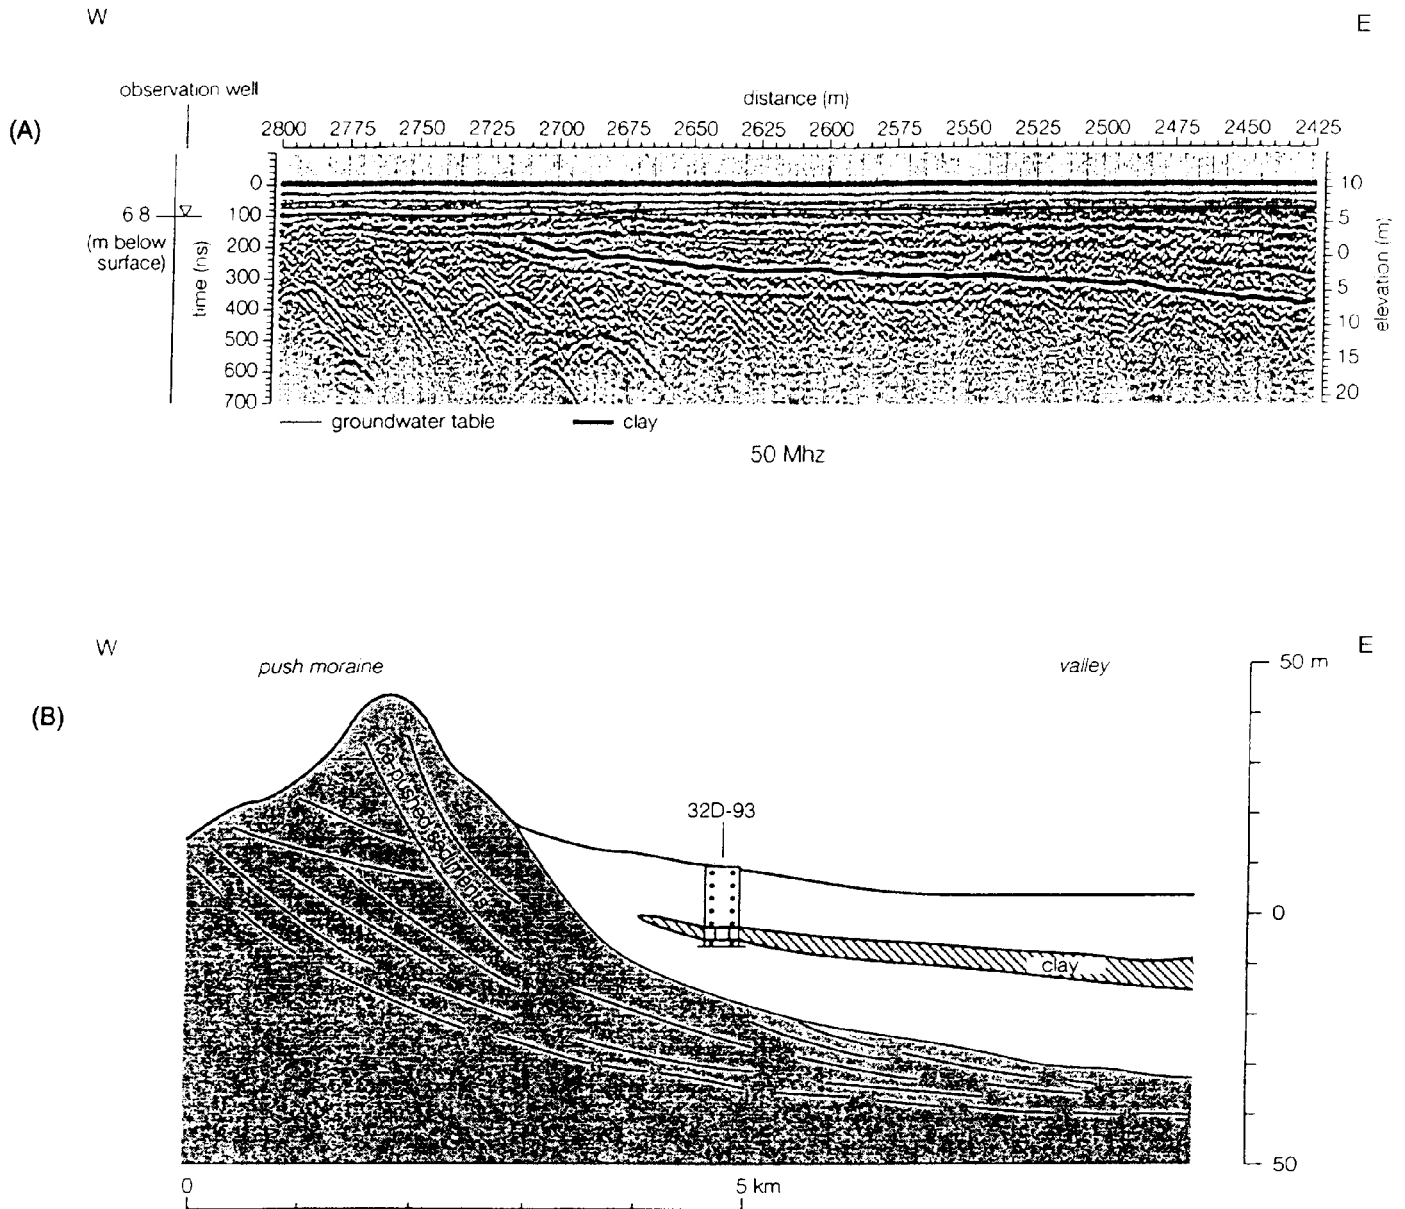 W
E
observation well
distance (m)
(A)
2800 2775 2750 2725 2700 2675 2650 2625 2600 2575 2550 2525 2500 2475 2450 2425
0
100
200
300
400
500
600
700
time (ns)
6 8
(m below
surface)
10
5
0
5
10
15
20
elevation (m)
groundwater table
clay
50 Mhz
W
E
push moraine
valley
50 m
(B)
ice-pushed sediments
32D-93
0
clay
50
0
5 km